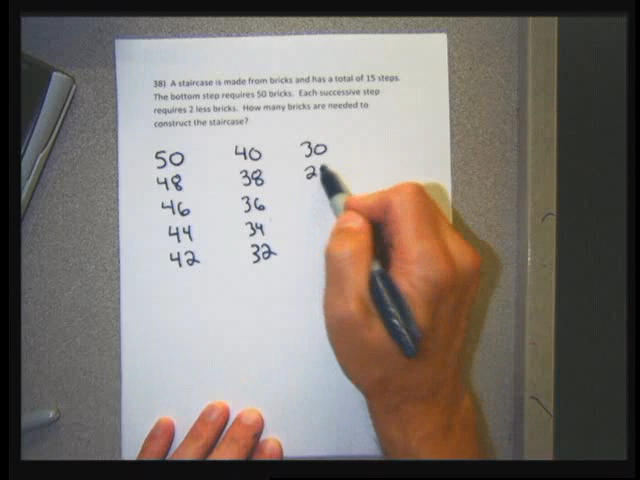 38) A staircase is made from bricks and has a total of 15 steps.
The bottom step requires 50 bricks. Each successive step
requires 2 less bricks. How many bricks are needed to
construct the staircase?
50 40 30
48 38 2
46 36
44 34
42 32